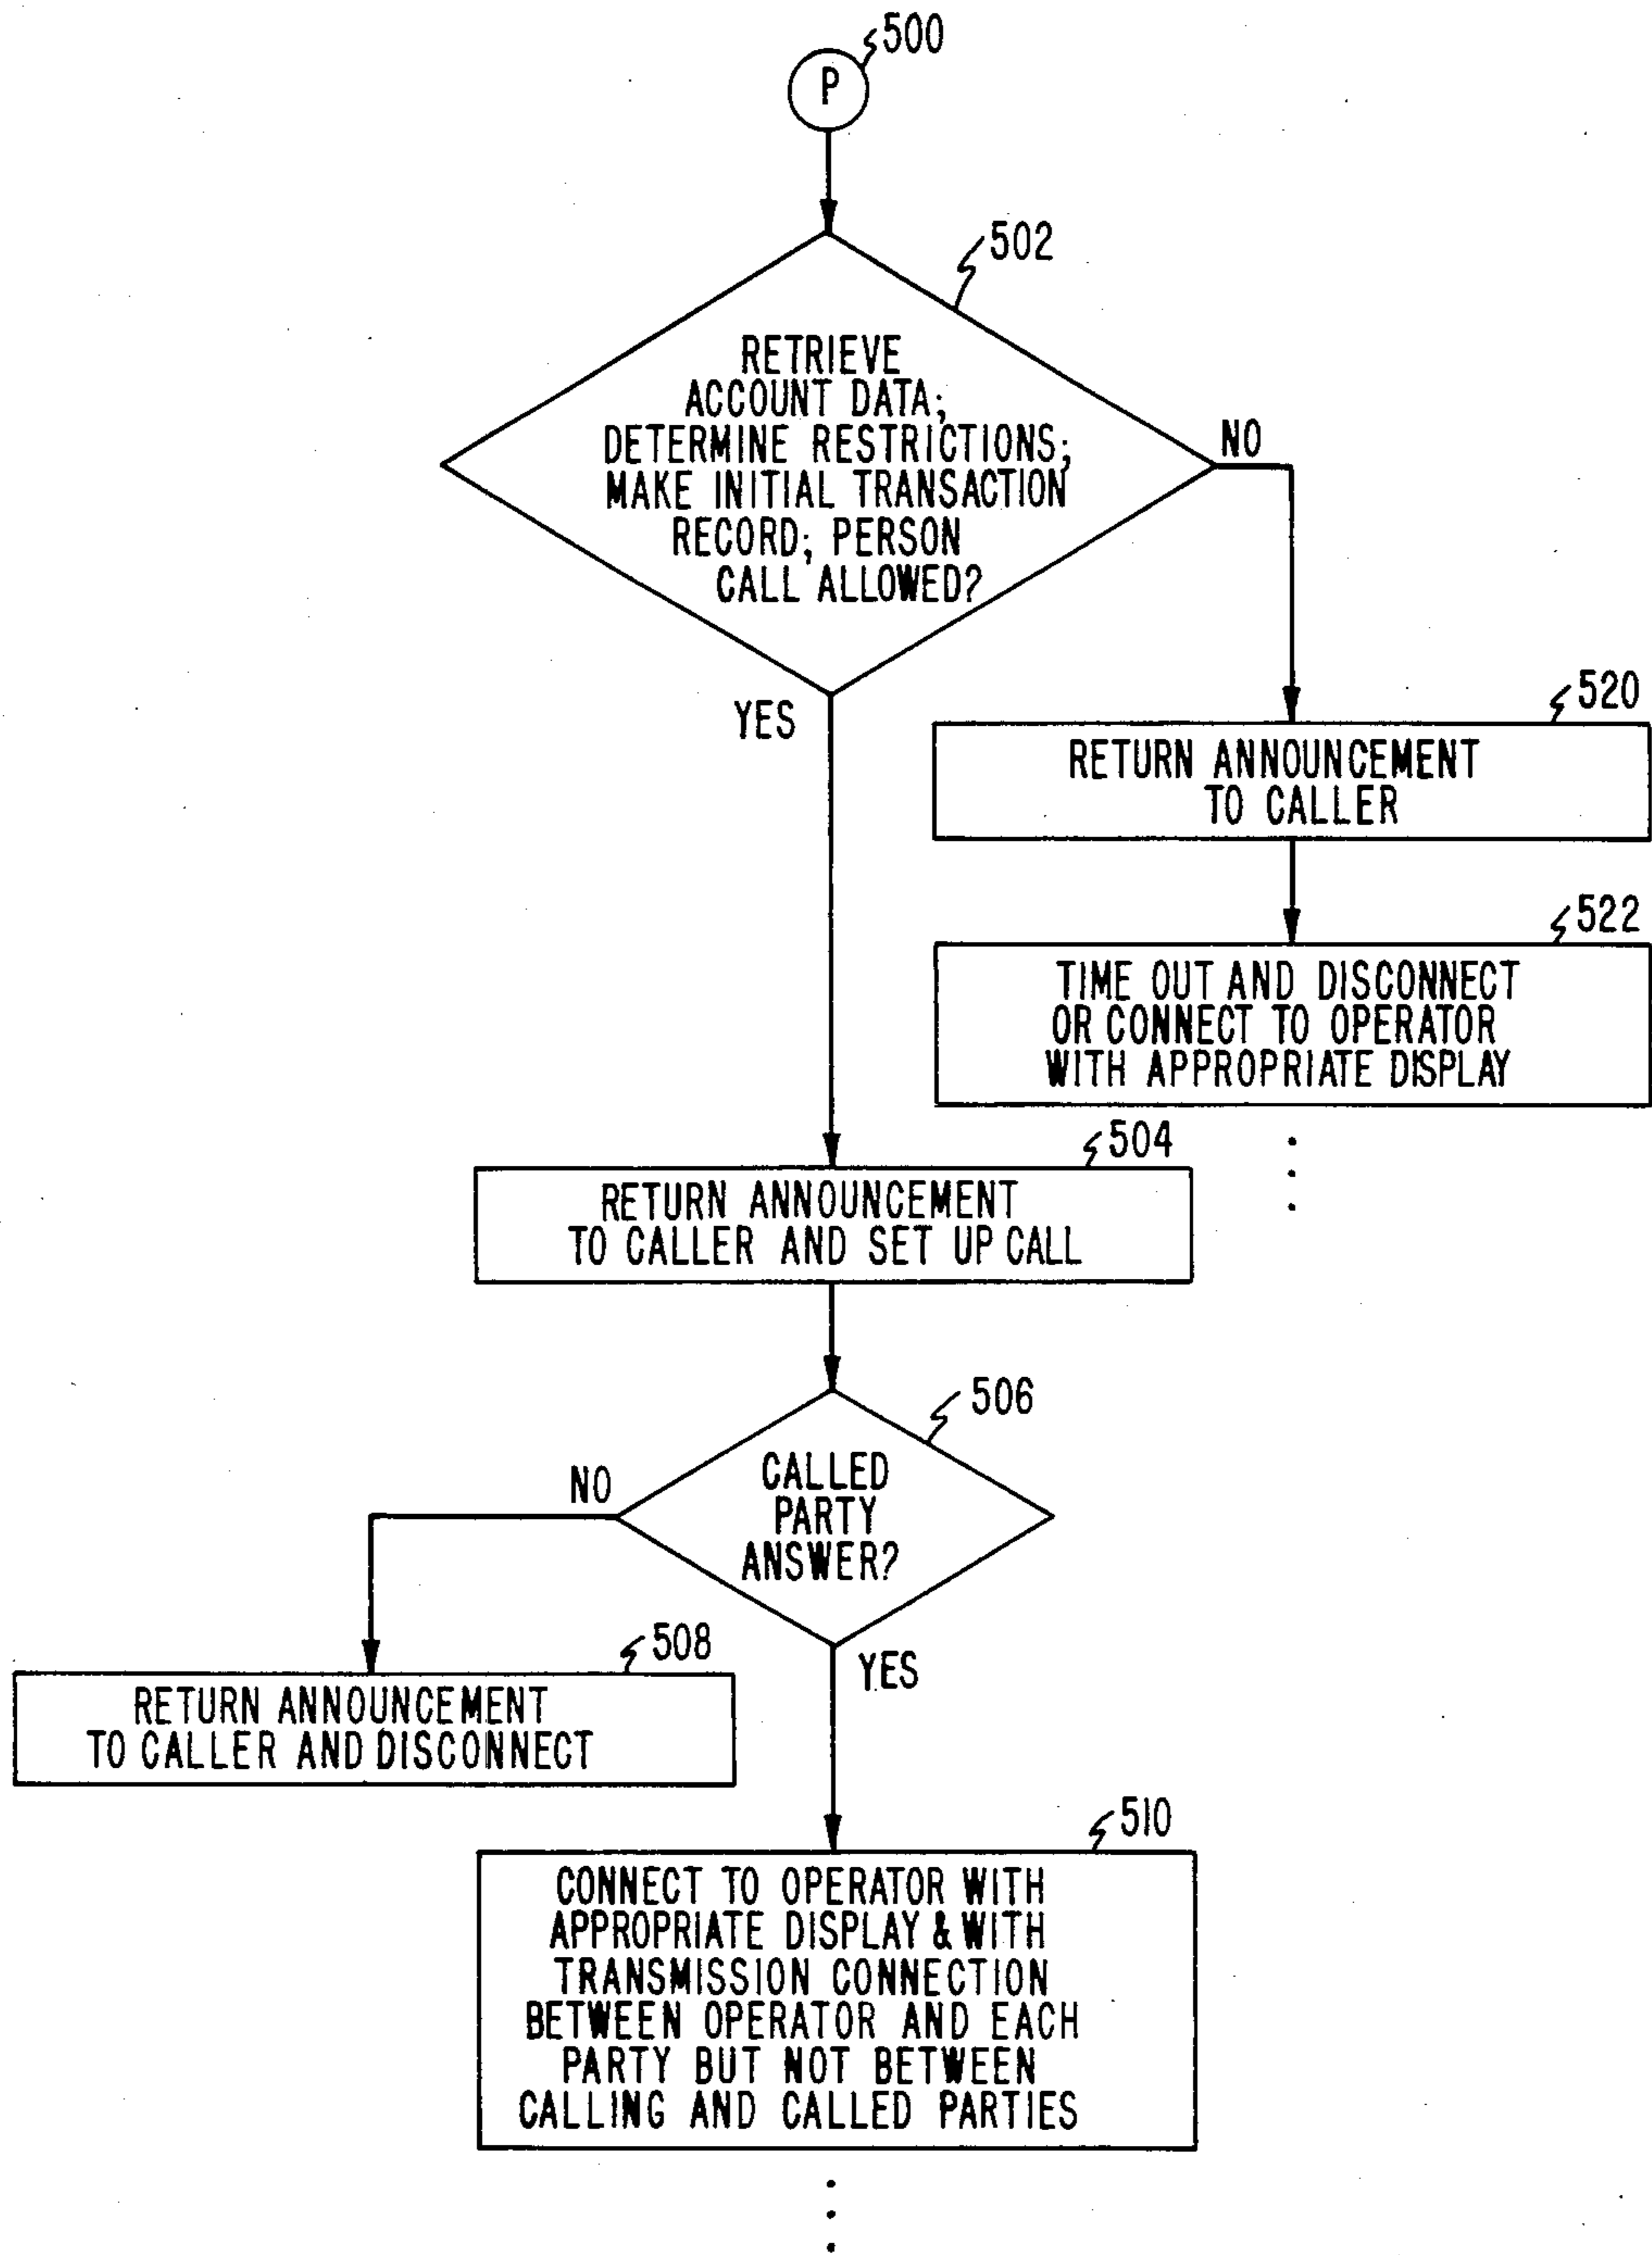 500
P
502
RETRIEVE
ACCOUNT DATA;
DETERMINE RESTRICTIONS;
MAKE INITIAL TRANSACTION
RECORD; PERSON
CALL ALLOWED?
NO
YES
520
RETURN ANNOUNCEMENT
TO CALLER
522
TIME OUT AND DISCONNECT
OR CONNECT TO OPERATOR
WITH APPROPRIATE DISPLAY
504
RETURN ANNOUNCEMENT
TO CALLER AND SET UP CALL
506
CALLED
PARTY
ANSWER?
NO
YES
508
RETURN ANNOUNCEMENT
TO CALLER AND DISCONNECT
510
CONNECT TO OPERATOR WITH
APPROPRIATE DISPLAY & WITH
TRANSMISSION CONNECTION
BETWEEN OPERATOR AND EACH
PARTY BUT NOT BETWEEN
CALLING AND CALLED PARTIES